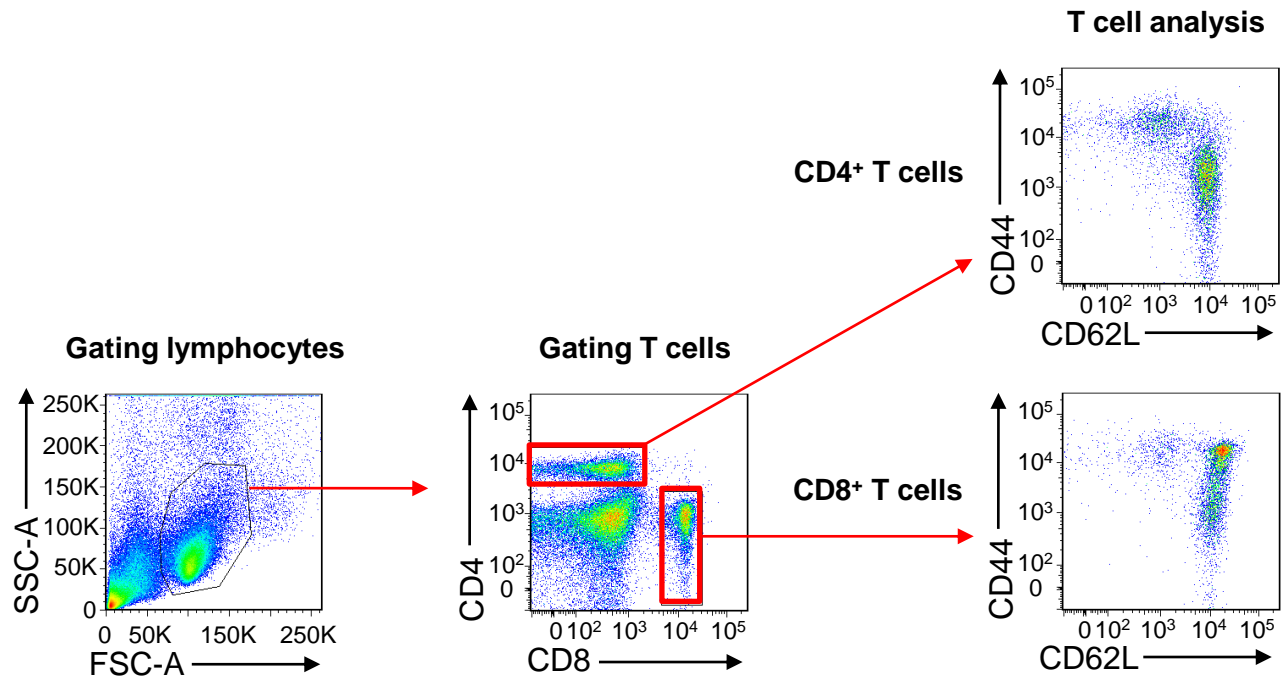 T cell analysis
10⁵
10⁴
10³
10²
0
CD44
0 10² 10³ 10⁴ 10⁵
CD62L
CD4⁺ T cells
Gating lymphocytes
250K
200K
150K
100K
50K
0
SSC-A
0 50K 150K 250K
FSC-A
Gating T cells
10⁵
10⁴
10³
10²
0
CD4
0 10² 10³ 10⁴ 10⁵
CD8
CD8⁺ T cells
10⁵
10⁴
10³
10²
0
CD44
0 10² 10³ 10⁴ 10⁵
CD62L